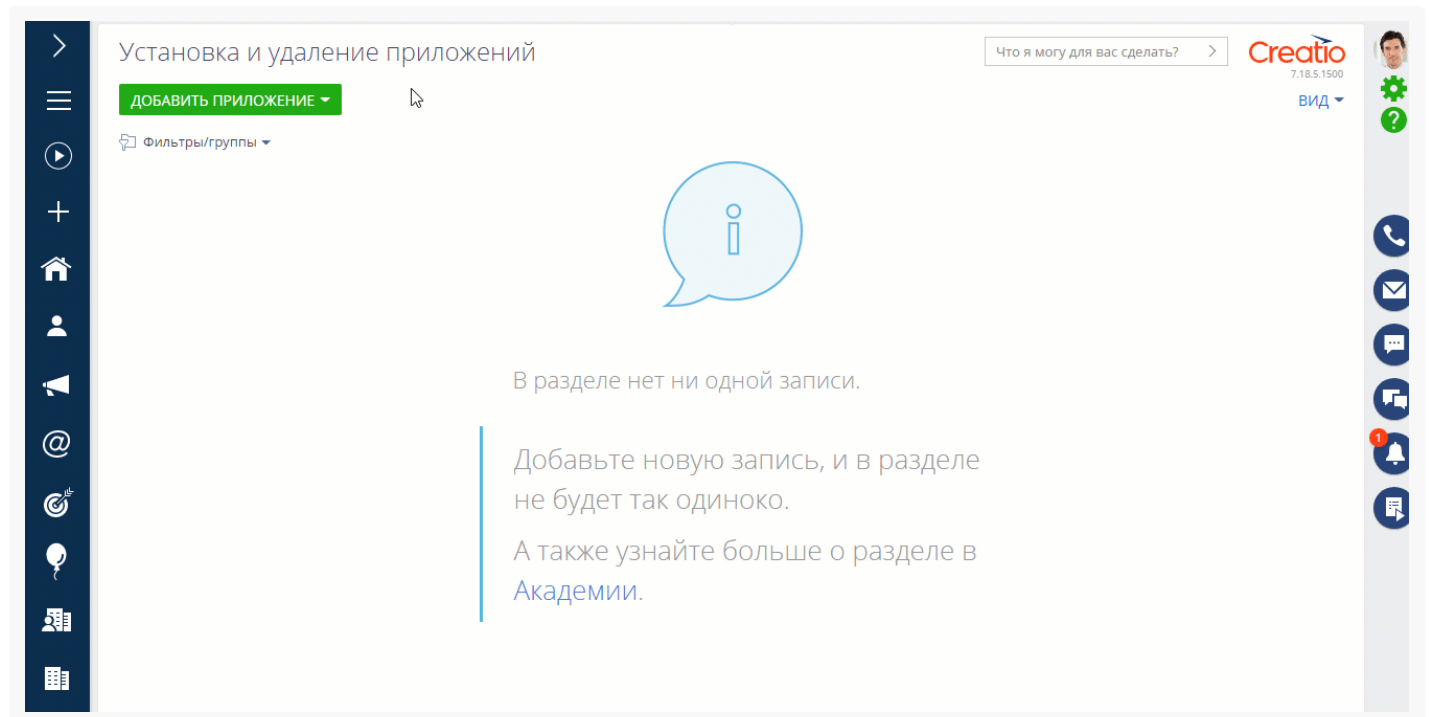 Установка и удаление приложений
Что я могу для вас сделать?
Creatio
7.18.5.1500
ДОБАВИТЬ ПРИЛОЖЕНИЕ
ВИД
Фильтры/группы
В разделе нет ни одной записи.
Добавьте новую запись, и в разделе
не будет так одиноко.
А также узнайте больше о разделе в
Академии.
1